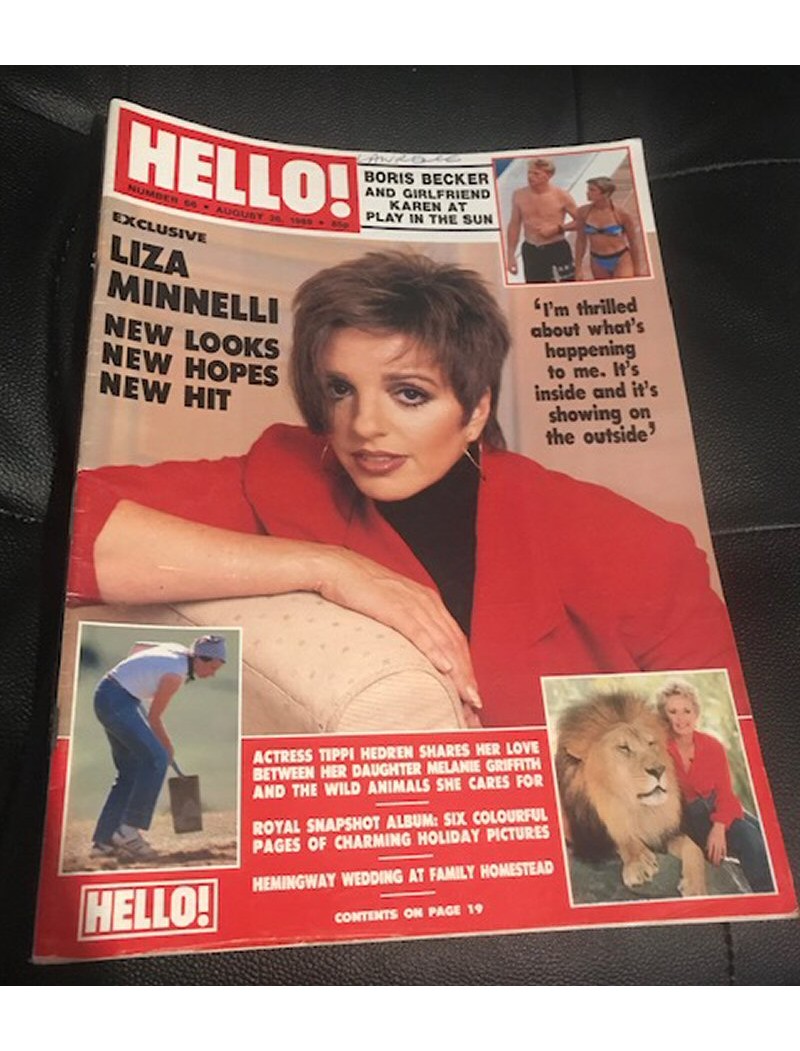 HELLO!
NUMBER 66 • AUGUST 26, 1989 • 85p
BORIS BECKER
AND GIRLFRIEND
KAREN AT
PLAY IN THE SUN
EXCLUSIVE
LIZA
MINNELLI
NEW LOOKS
NEW HOPES
NEW HIT
‘I'm thrilled
about what's
happening
to me. It's
inside and it's
showing on
the outside’
ACTRESS TIPPI HEDREN SHARES HER LOVE
BETWEEN HER DAUGHTER MELANIE GRIFFITH
AND THE WILD ANIMALS SHE CARES FOR
ROYAL SNAPSHOT ALBUM: SIX COLOURFUL
PAGES OF CHARMING HOLIDAY PICTURES
HEMINGWAY WEDDING AT FAMILY HOMESTEAD
CONTENTS ON PAGE 19
HELLO!